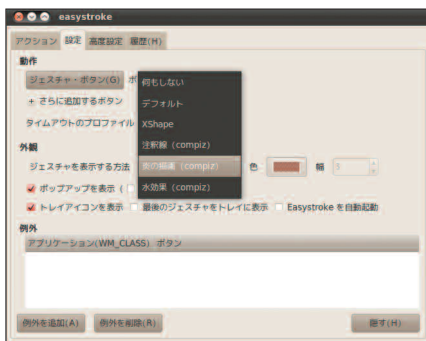 easystroke
アクション 設定 高度設定 履歴(H)
動作
ジェスチャ・ボタン(G) ボ
+ さらに追加するボタン
タイムアウトのプロファイル
何もしない
デフォルト
XShape
注釈線 (compiz)
(compiz)
水効果 (compiz)
外観
ジェスチャを表示する方法 色 幅
ポップアップを表示 (
トレイアイコンを表示 最後のジェスチャをトレイに表示 Easystroke を自動起動
例外
アプリケーション(WM_CLASS) ボタン
例外を追加(A) 例外を削除(R) 隠す(H)